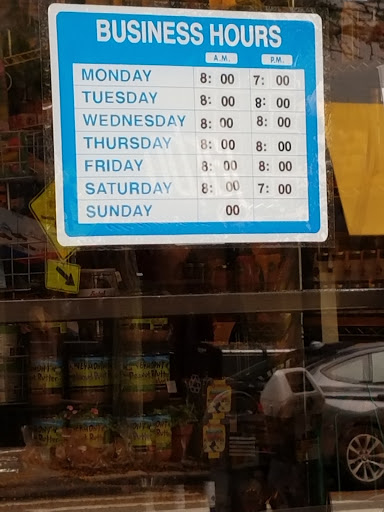 BUSINESS HOURS
A.M. P.M.
MONDAY 8: 00 7: 00
TUESDAY 8: 00 8: 00
WEDNESDAY 8: 00 8: 00
THURSDAY 8: 00 8: 00
FRIDAY 8: 00 8: 00
SATURDAY 8: 00 7: 00
SUNDAY 00